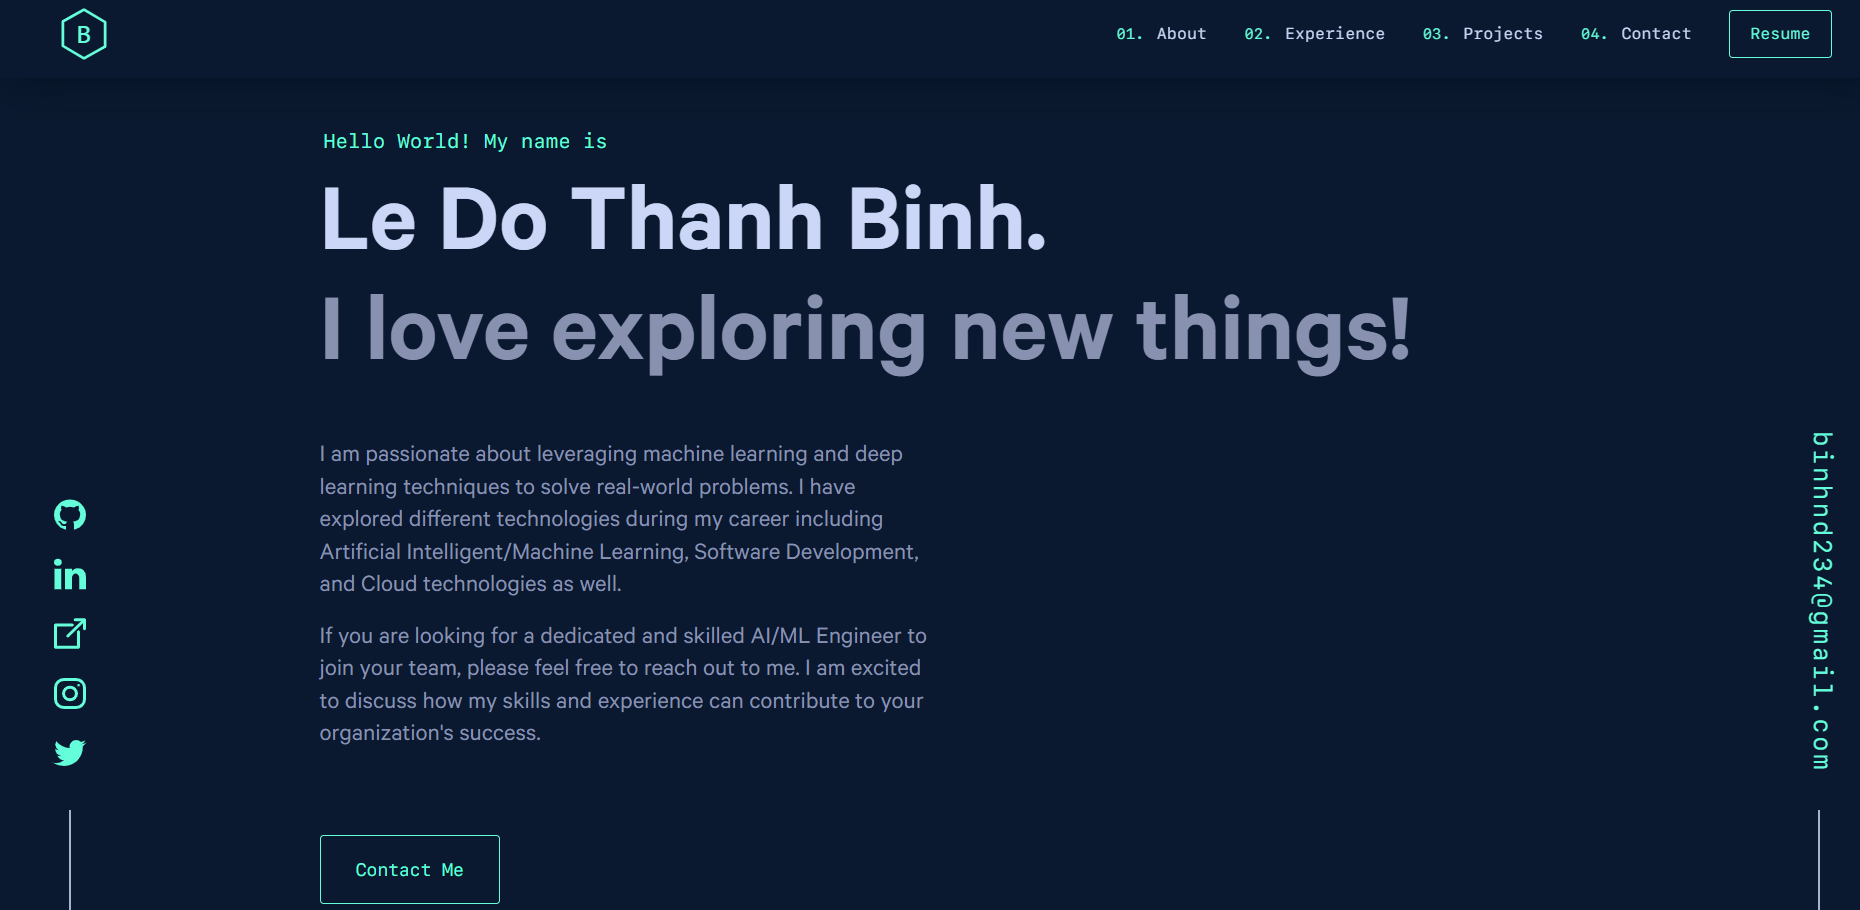 B
01. About 02. Experience 03. Projects 04. Contact Resume
Hello World! My name is
Le Do Thanh Binh.
I love exploring new things!
I am passionate about leveraging machine learning and deep
learning techniques to solve real-world problems. I have
explored different technologies during my career including
Artificial Intelligent/Machine Learning, Software Development,
and Cloud technologies as well.
If you are looking for a dedicated and skilled AI/ML Engineer to
join your team, please feel free to reach out to me. I am excited
to discuss how my skills and experience can contribute to your
organization's success.
Contact Me
in
binhnd234@gmail.com